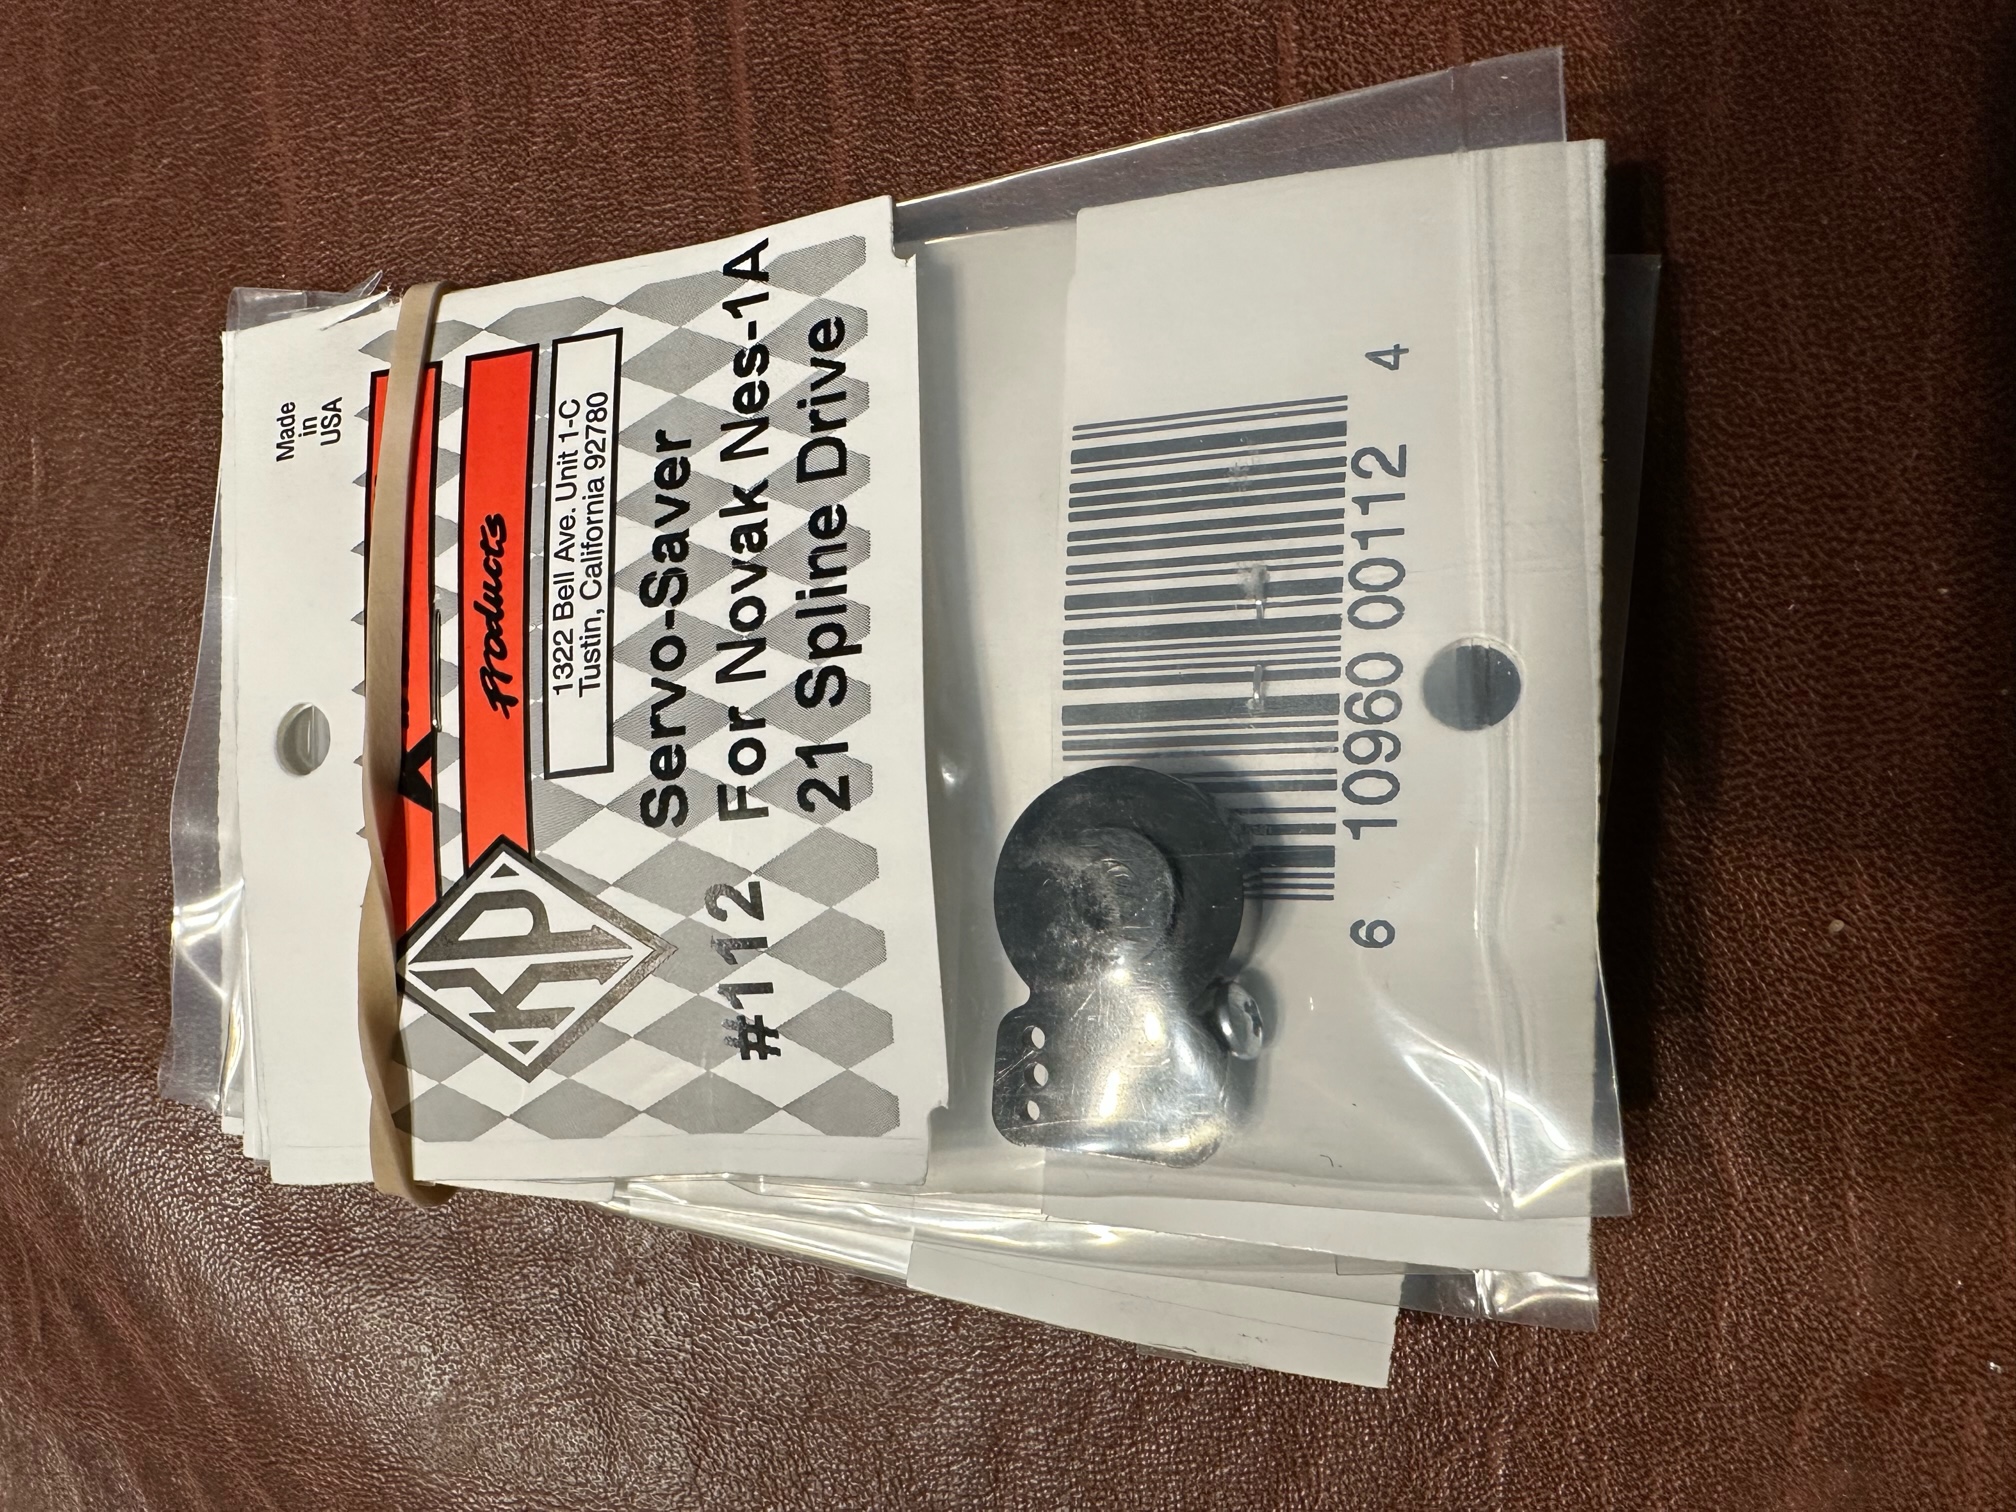 Made
in
USA
Products
1322 Bell Ave. Unit 1-C
Tustin, California 92780
KP
Servo-Saver
#112 For Novak Nes-1A
21 Spline Drive
6 10960 00112 4